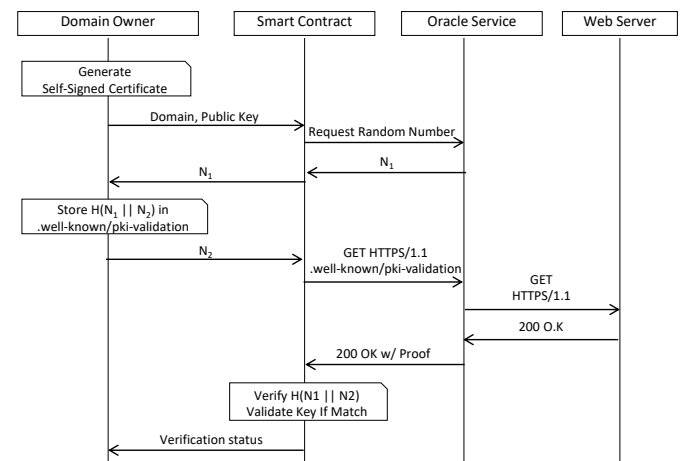 Domain Owner
Smart Contract
Oracle Service
Web Server
Generate
Self-Signed Certificate
Domain, Public Key
Request Random Number
N₁
N₁
Store H(N₁ || N₂) in
.well-known/pki-validation
N₂
GET HTTPS/1.1
.well-known/pki-validation
GET
HTTPS/1.1
200 O.K
200 OK w/ Proof
Verify H(N1 || N2)
Validate Key If Match
Verification status